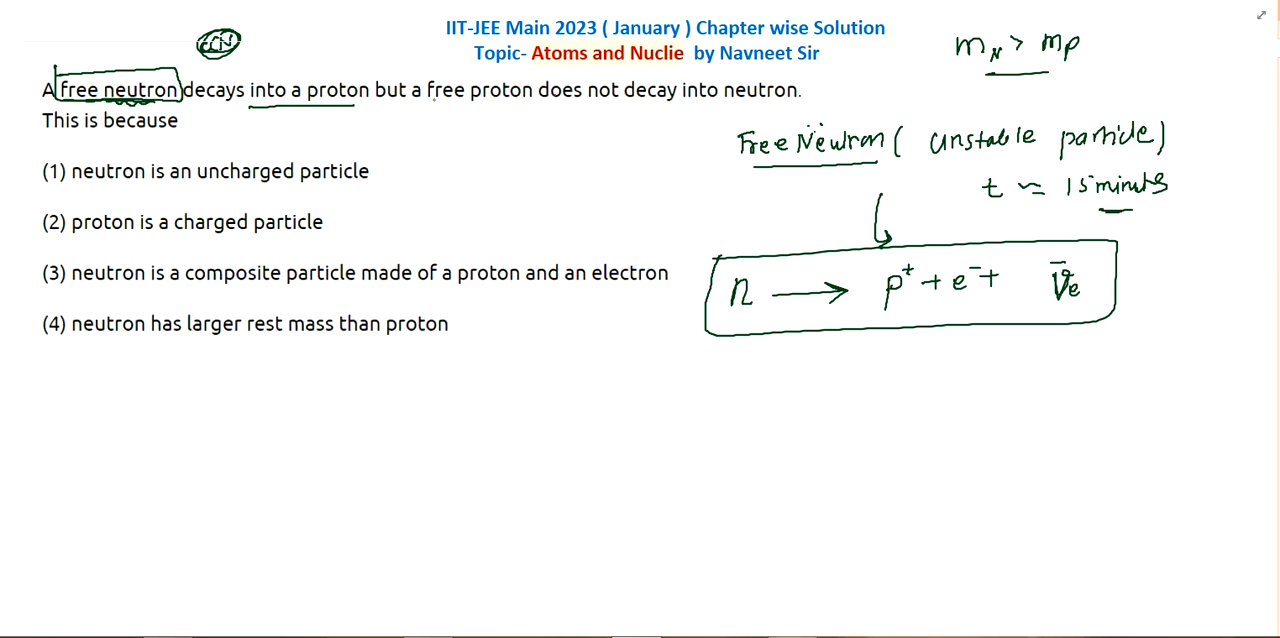 IIT-JEE Main 2023 ( January ) Chapter wise Solution
Topic- Atoms and Nuclie by Navneet Sir
mN > mp
A free neutron decays into a proton but a free proton does not decay into neutron.
This is because
(1) neutron is an uncharged particle
(2) proton is a charged particle
(3) neutron is a composite particle made of a proton and an electron
(4) neutron has larger rest mass than proton
Free Neutron ( unstable particle)
t ≃ 15 minuts
n ⟶ p⁺ + e⁻ + ν̄e